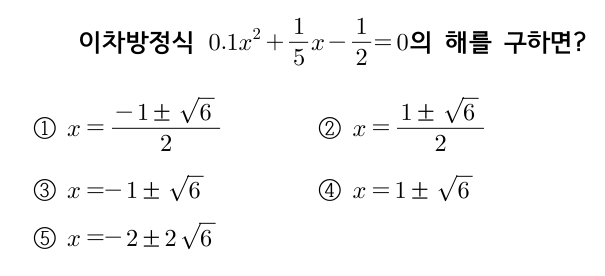 이차방정식 0.1x² + 1/5 x − 1/2 = 0의 해를 구하면?
① x = (−1 ± √6)/2 ② x = (1 ± √6)/2
③ x = −1 ± √6 ④ x = 1 ± √6
⑤ x = −2 ± 2√6